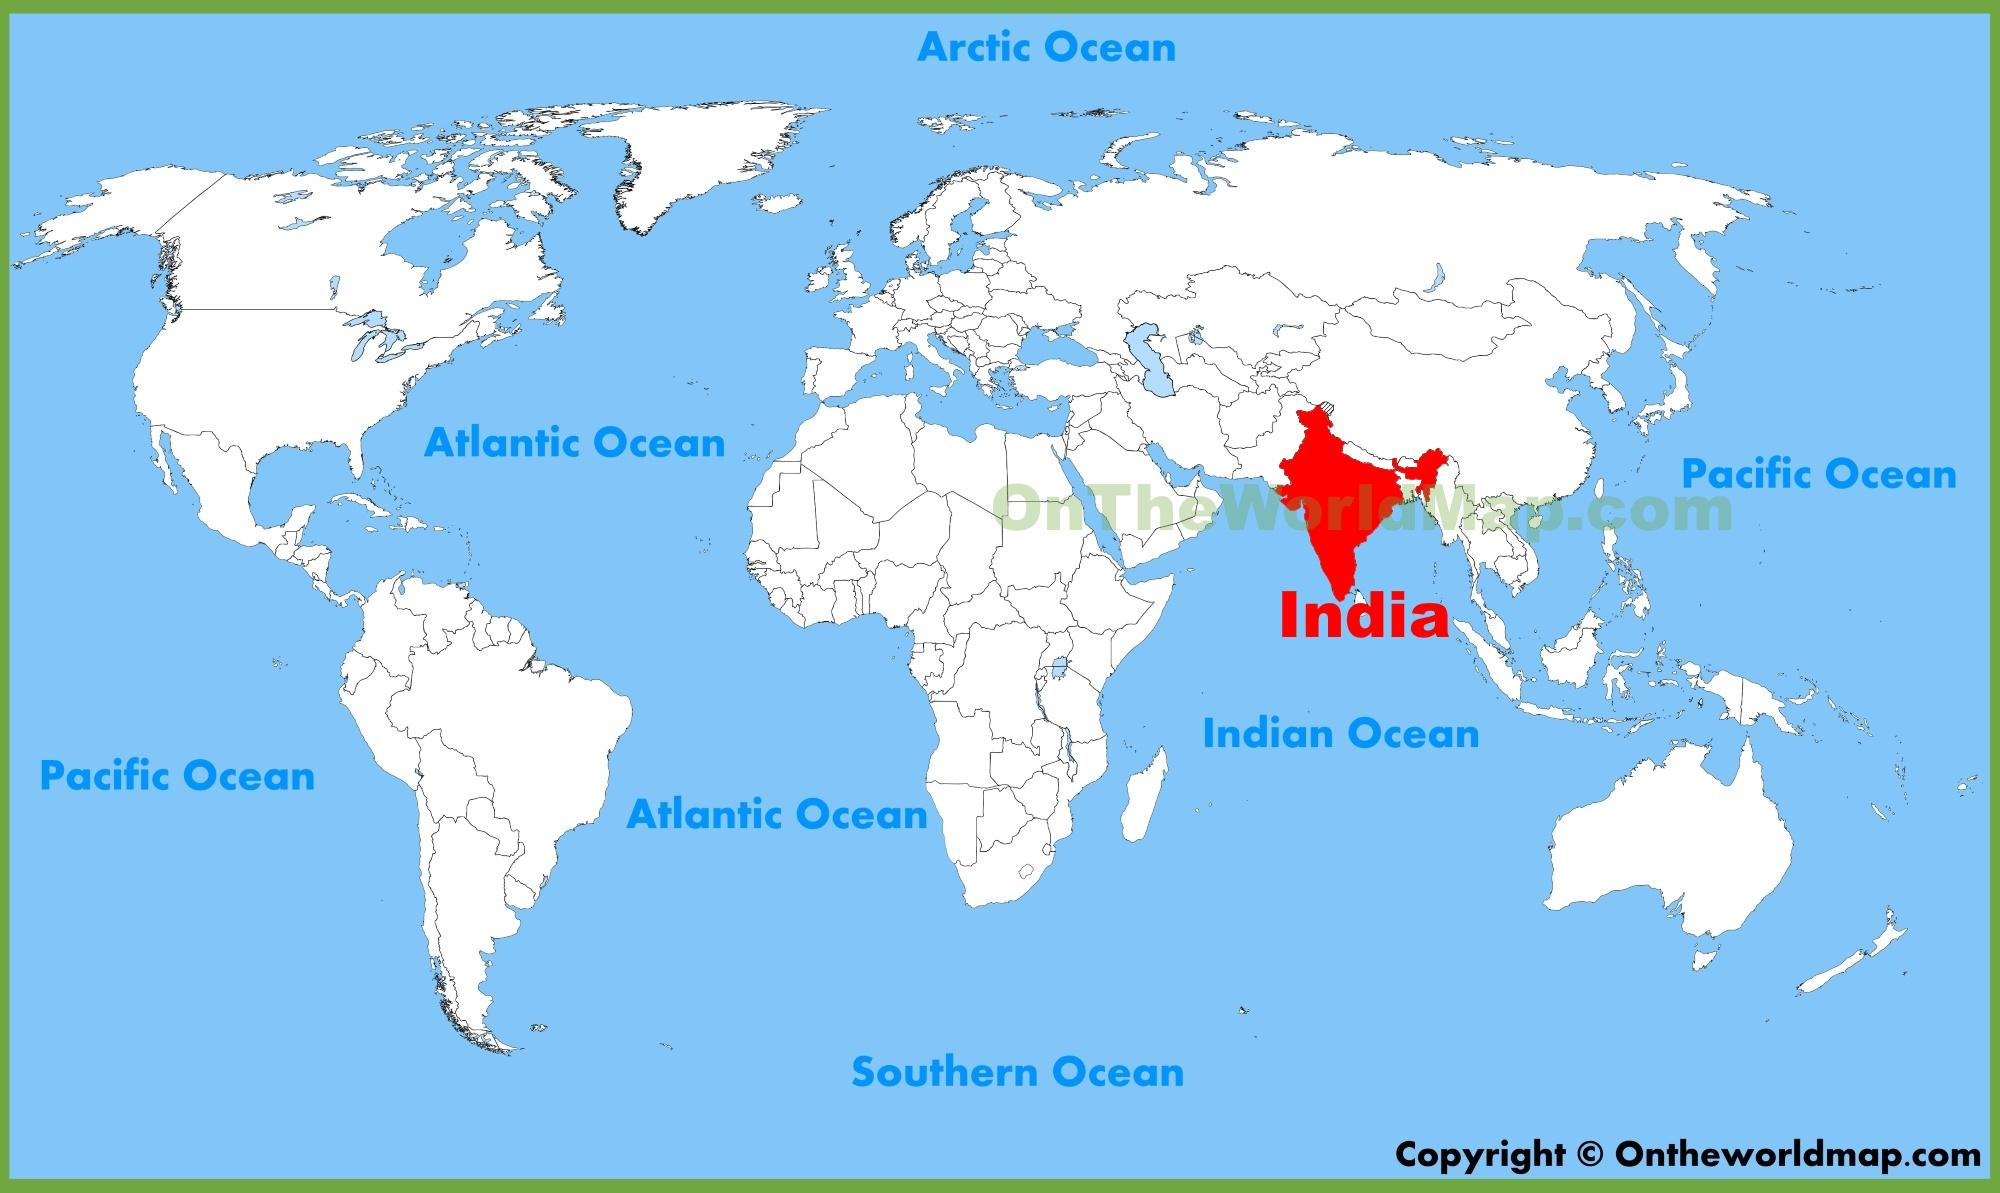 Arctic Ocean
Atlantic Ocean
Pacific Ocean
OnTheWorldMap.com
India
Indian Ocean
Pacific Ocean
Atlantic Ocean
Southern Ocean
Copyright © Ontheworldmap.com